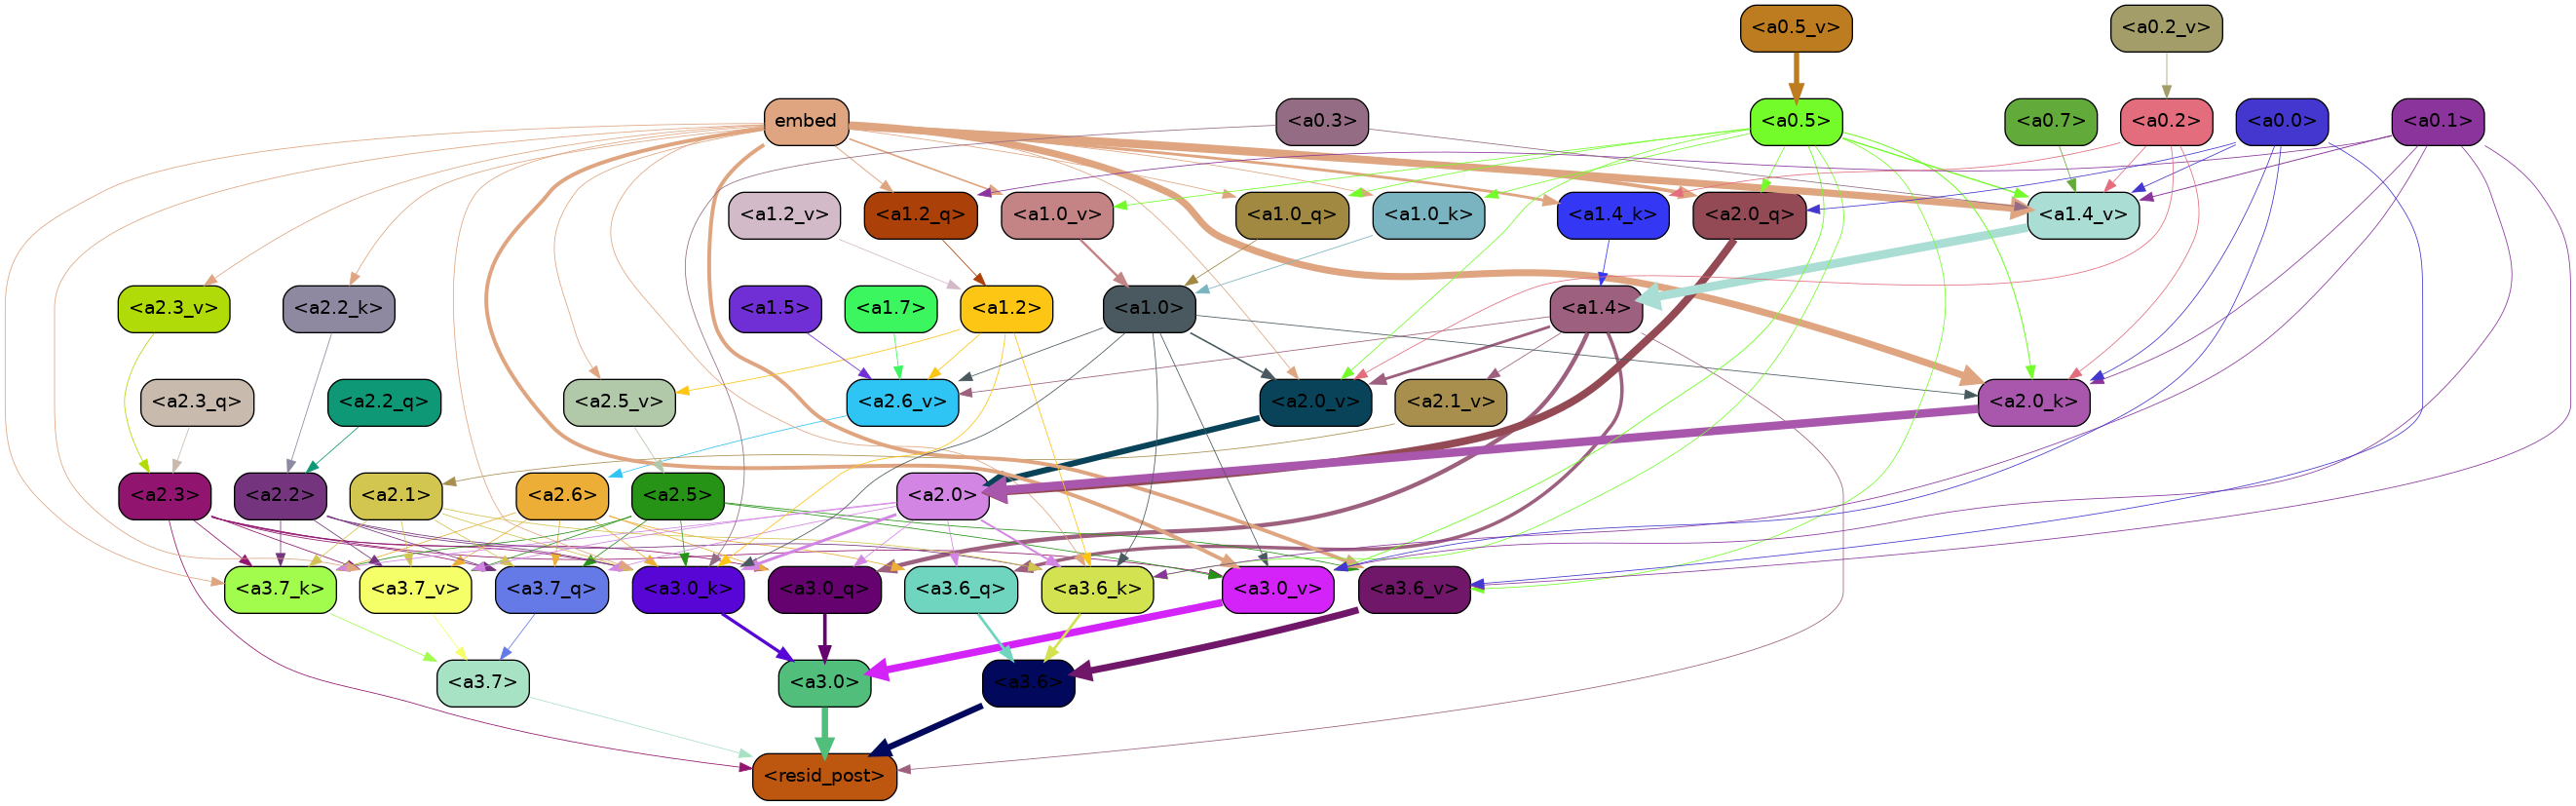 <a0.5_v>
<a0.2_v>
embed
<a0.3>
<a0.5>
<a0.7>
<a0.2>
<a0.0>
<a0.1>
<a1.2_v>
<a1.2_q>
<a1.0_v>
<a1.0_q>
<a1.0_k>
<a1.4_k>
<a2.0_q>
<a1.4_v>
<a2.3_v>
<a2.2_k>
<a1.5>
<a1.7>
<a1.2>
<a1.0>
<a1.4>
<a2.3_q>
<a2.2_q>
<a2.5_v>
<a2.6_v>
<a2.0_v>
<a2.1_v>
<a2.0_k>
<a2.3>
<a2.2>
<a2.1>
<a2.6>
<a2.5>
<a2.0>
<a3.7_k>
<a3.7_v>
<a3.7_q>
<a3.0_k>
<a3.0_q>
<a3.6_q>
<a3.6_k>
<a3.0_v>
<a3.6_v>
<a3.7>
<a3.0>
<a3.6>
<resid_post>